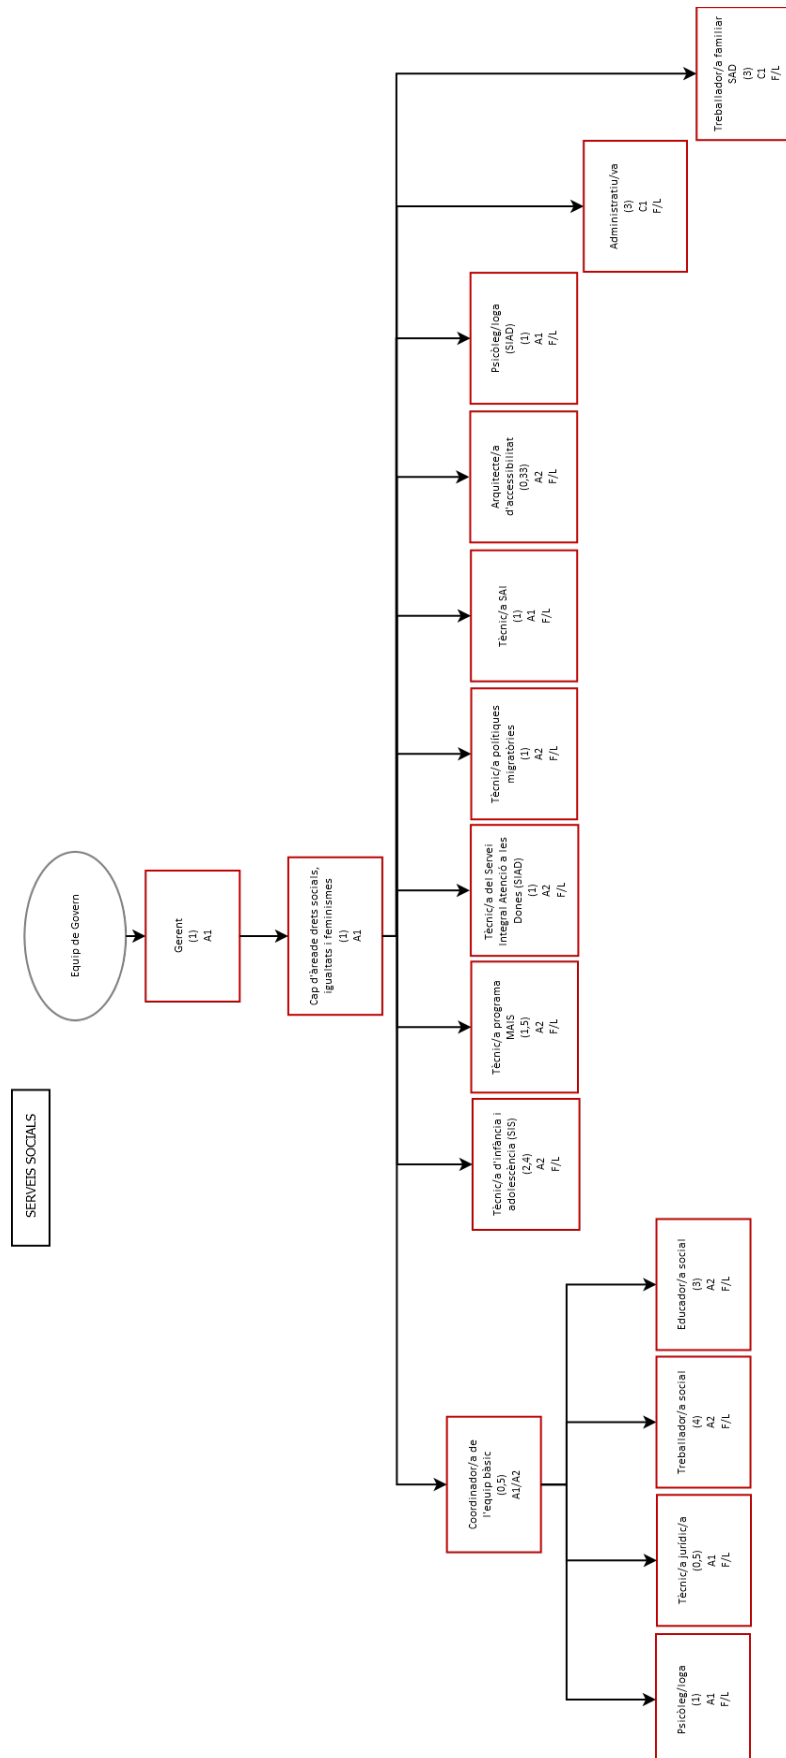 SERVEIS SOCIALS
Equip de Govern
Gerent
(1)
A1
Cap d'àreade drets socials,
igualtats i feminismes
(1)
A1
Coordinador/a de
l'equip bàsic
(0,5)
A1/A2
Psicòleg/loga
(1)
A1
F/L
Tècnic/a jurídic/a
(0,5)
A1
F/L
Treballador/a social
(4)
A2
F/L
Educador/a social
(3)
A2
F/L
Tècnic/a d'infància i
adolescència (SIS)
(2,4)
A2
F/L
Tècnic/a programa
MAIS
(1,5)
A2
F/L
Tècnic/a del Servei
Integral Atenció a les
Dones (SIAD)
(1)
A2
F/L
Tècnic/a polítiques
migratòries
(1)
A2
F/L
Tècnic/a SAI
(1)
A1
F/L
Arquitecte/a
d'accessibilitat
(0,33)
A2
F/L
Psicòleg/loga
(SIAD)
(1)
A1
F/L
Administratiu/va
(3)
C1
F/L
Treballador/a familiar
SAD
(3)
C1
F/L